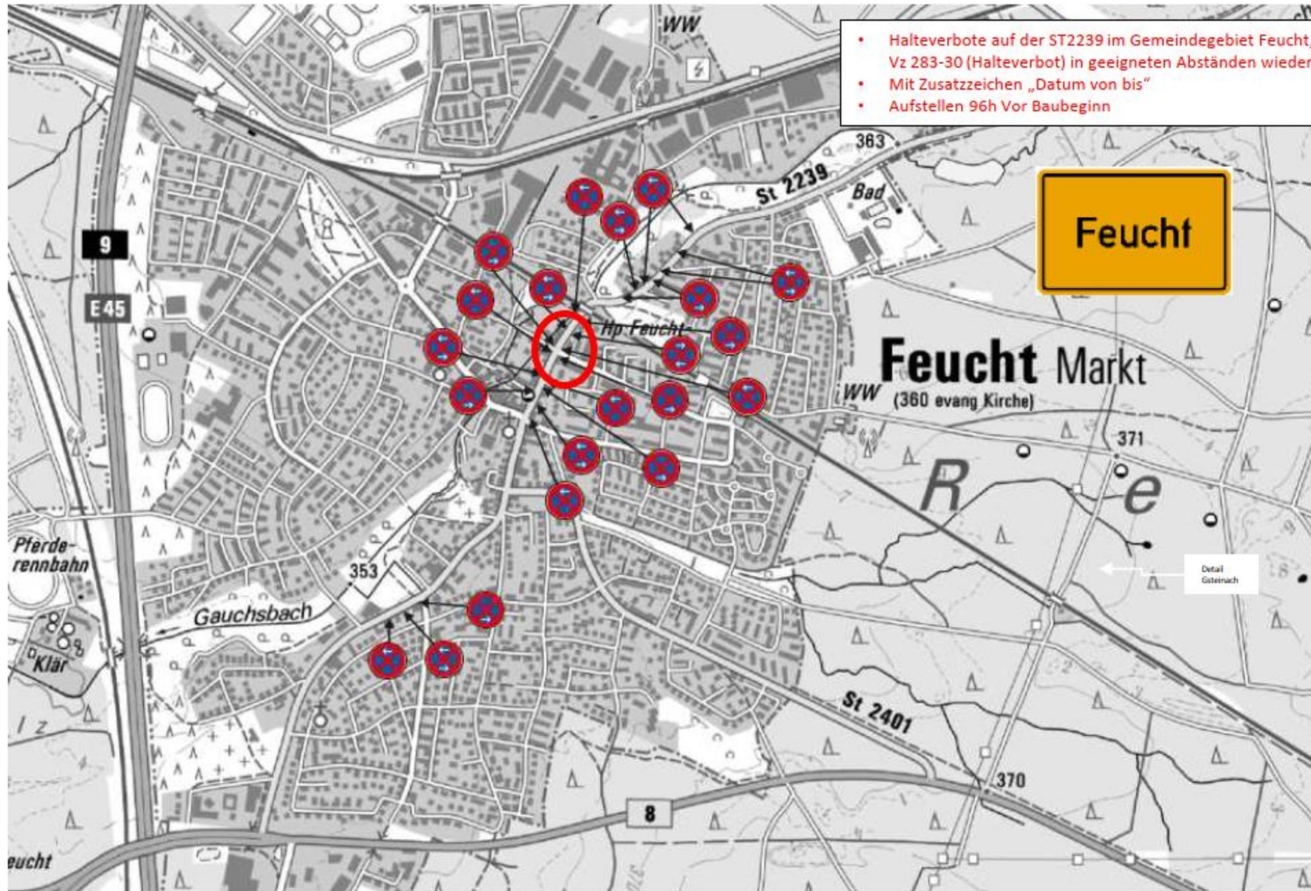 • Halteverbote auf der ST2239 im Gemeindegebiet Feucht,
Vz 283-30 (Halteverbot) in geeigneten Abständen wieder
• Mit Zusatzzeichen „Datum von bis“
• Aufstellen 96h Vor Baubeginn
WW
363
St 2239
Bad
Feucht
9
E 45
Hp Feucht
Feucht Markt
(360 evang Kirche)
WW
371
R e
Pferde-
rennbahn
353
Gauchsbach
Detail
Gsteinach
Klär
I z
St 2401
370
8
eucht